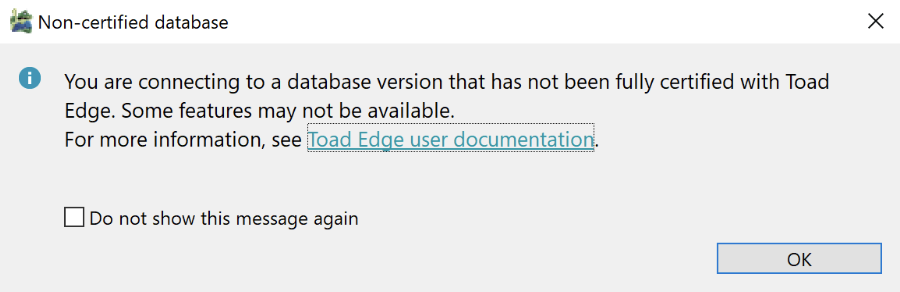 Non-certified database
You are connecting to a database version that has not been fully certified with Toad
Edge. Some features may not be available.
For more information, see Toad Edge user documentation.
Do not show this message again
OK